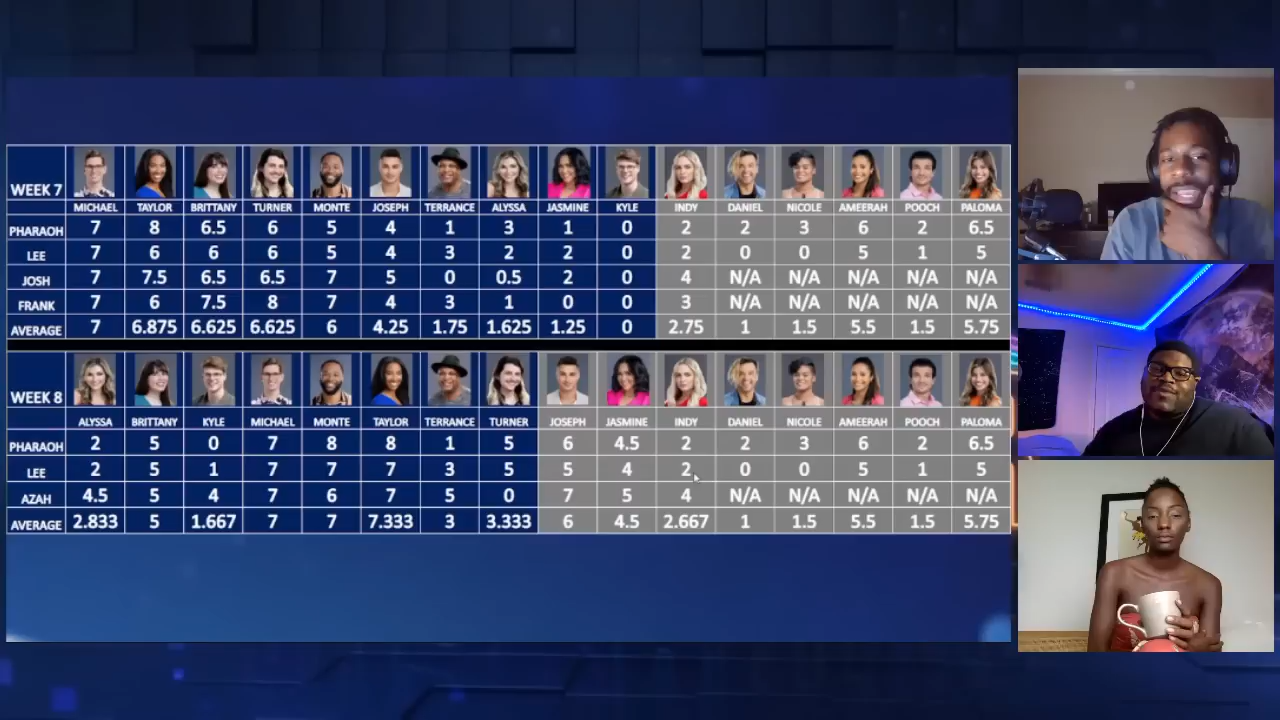 WEEK 7
MICHAEL TAYLOR BRITTANY TURNER MONTE JOSEPH TERRANCE ALYSSA JASMINE KYLE INDY DANIEL NICOLE AMEERAH POOCH PALOMA
PHARAOH 7 8 6.5 6 5 4 1 3 1 0 2 2 3 6 2 6.5
LEE 7 6 6 6 5 4 3 2 2 0 2 0 0 5 1 5
JOSH 7 7.5 6.5 6.5 7 5 0 0.5 2 0 4 N/A N/A N/A N/A N/A
FRANK 7 6 7.5 8 7 4 3 1 0 0 3 N/A N/A N/A N/A N/A
AVERAGE 7 6.875 6.625 6.625 6 4.25 1.75 1.625 1.25 0 2.75 1 1.5 5.5 1.5 5.75
WEEK 8
ALYSSA BRITTANY KYLE MICHAEL MONTE TAYLOR TERRANCE TURNER JOSEPH JASMINE INDY DANIEL NICOLE AMEERAH POOCH PALOMA
PHARAOH 2 5 0 7 8 8 1 5 6 4.5 2 2 3 6 2 6.5
LEE 2 5 1 7 7 7 3 5 5 4 2 0 0 5 1 5
AZAH 4.5 5 4 7 6 7 5 0 7 5 4 N/A N/A N/A N/A N/A
AVERAGE 2.833 5 1.667 7 7 7.333 3 3.333 6 4.5 2.667 1 1.5 5.5 1.5 5.75